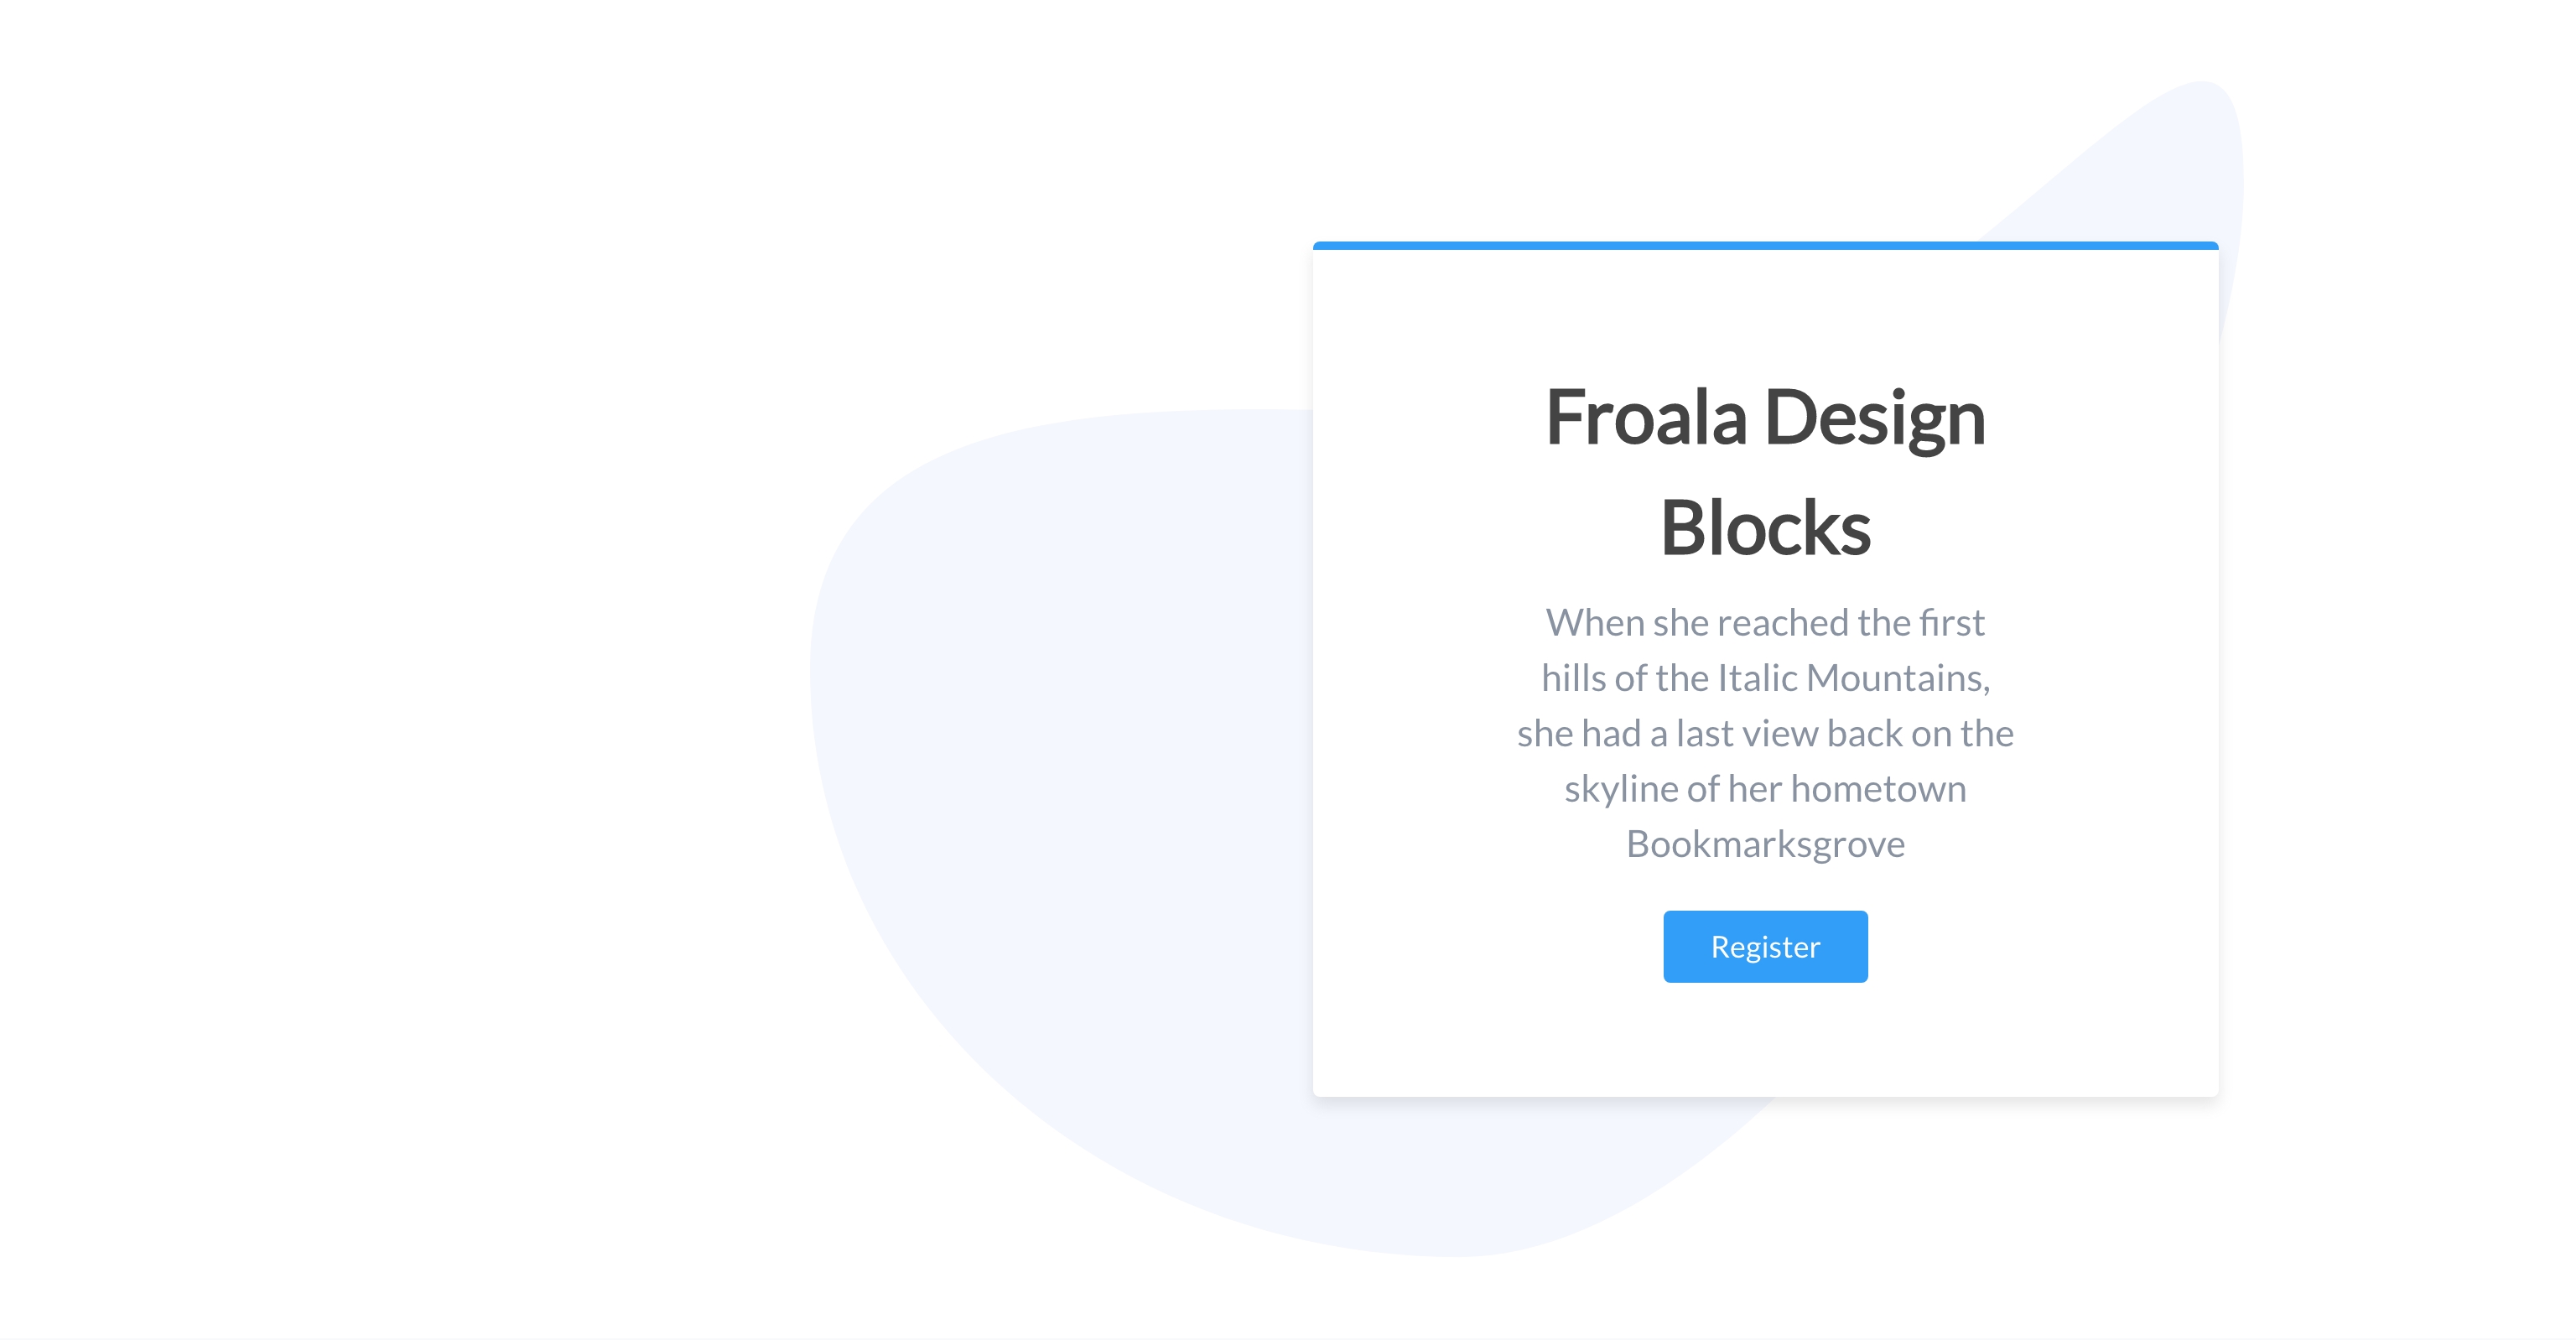 Froala Design
Blocks
When she reached the first
hills of the Italic Mountains,
she had a last view back on the
skyline of her hometown
Bookmarksgrove
Register